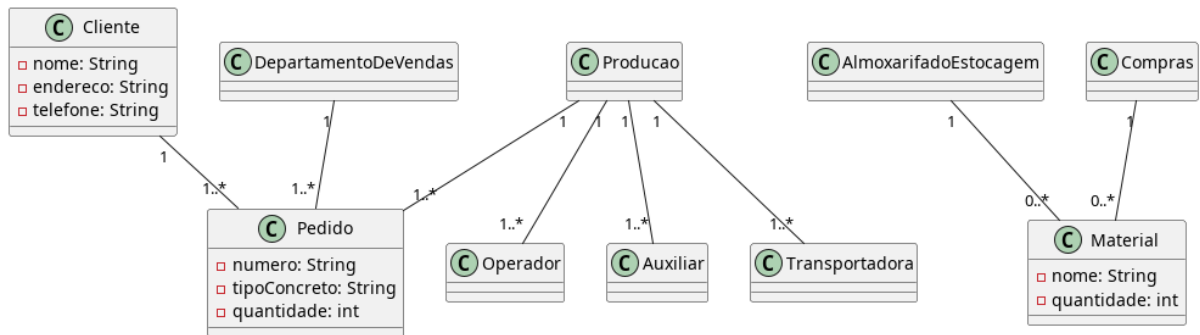 C Cliente
nome: String
endereco: String
telefone: String
C DepartamentoDeVendas
C Producao
C AlmoxarifadoEstocagem
C Compras
1
1..*
1
1..*
1
1..*
1
1..*
1
1..*
1
1..*
1
0..*
1
0..*
C Pedido
numero: String
tipoConcreto: String
quantidade: int
C Operador
C Auxiliar
C Transportadora
C Material
nome: String
quantidade: int